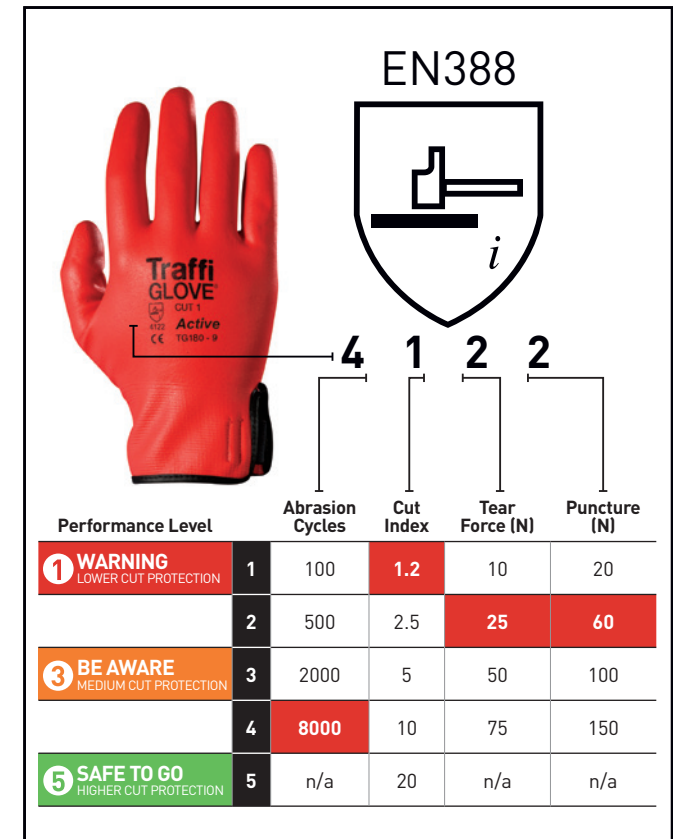 EN388
i
Traffi
GLOVE®
CUT 1
4122 Active
CE TG180 - 9
4 1 2 2
Performance Level Abrasion Cycles Cut Index Tear Force (N) Puncture (N)
1 WARNING
LOWER CUT PROTECTION
1 100 1.2 10 20
2 500 2.5 25 60
3 BE AWARE
MEDIUM CUT PROTECTION
3 2000 5 50 100
4 8000 10 75 150
5 SAFE TO GO
HIGHER CUT PROTECTION
5 n/a 20 n/a n/a